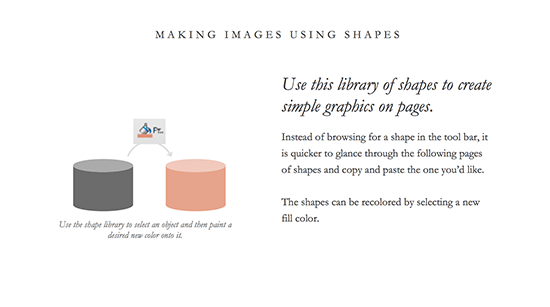 MAKING IMAGES USING SHAPES
Use this library of shapes to create
simple graphics on pages.
Instead of browsing for a shape in the tool bar, it
is quicker to glance through the following pages
of shapes and copy and paste the one you'd like.
The shapes can be recolored by selecting a new
fill color.
Use the shape library to select an object and then paint a
desired new color onto it.